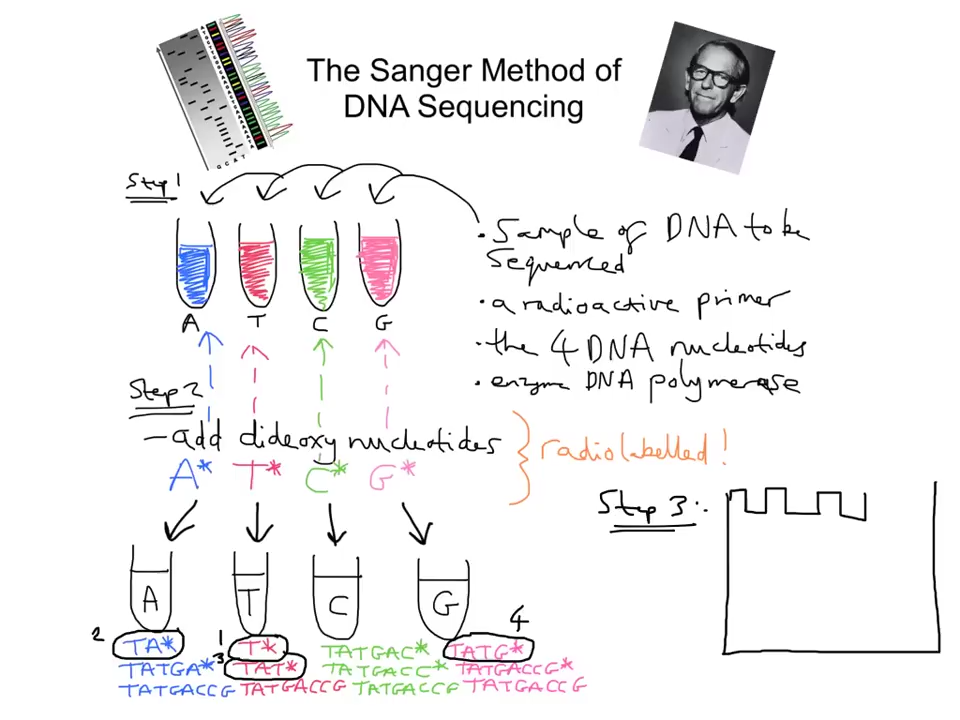 The Sanger Method of
DNA Sequencing
G C A T
Step 1
• Sample of DNA to be
Sequenced
• a radioactive primer
• the 4 DNA nucleotides
• enzyme DNA polymerase
A T C G
Step 2
– add dideoxy nucleotides
radiolabelled!
A* T* C* G*
Step 3:.
A T C G
2 TA* 1 T* TATGAC* TATG* 4
TATGA* 3 TAT* TATGACC* TATGACCG*
TATGACCG TATGACCG TATGACCG TATGACCG